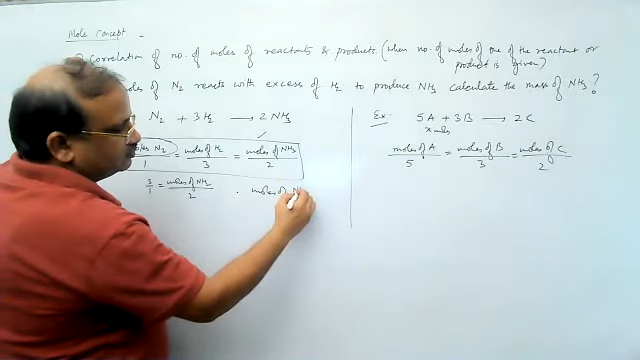 Mole Concept -
Correlation of no. of moles of reactants & products. (When no. of moles of one of the reactant or
product is given)
moles of N2 reacts with excess of H2 to produce NH3 calculate the mass of NH3?
N2 + 3H2 → 2NH3
Ex. 5A + 3B → 2C
x mols
moles N2/1 = moles of H2/3 = moles of NH3/2
moles of A/5 = moles of B/3 = moles of C/2
3/1 = moles of NH3/2 . moles of